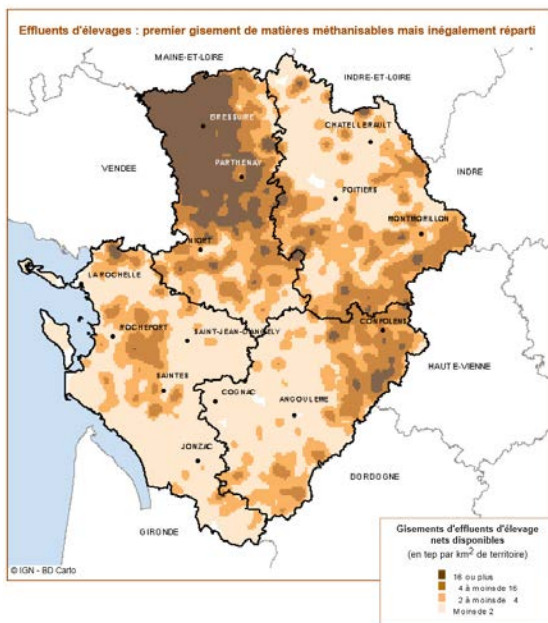 Effluents d'élevages : premier gisement de matières méthanisables mais inégalement réparti
MAINE-ET-LOIRE
INDRE-ET-LOIRE
BRESSUIRE
CHATELLERAULT
VENDEE
PARTHENAY
INDRE
POITIERS
MONTMORILLON
NIORT
LA ROCHELLE
CONFOLENS
ROCHEFORT
SAINT-JEAN-D'ANGELY
HAUTE-VIENNE
SAINTES
COGNAC
ANGOULEME
JONZAC
DORDOGNE
GIRONDE
Gisements d'effluents d'élevage
nets disponibles
(en tep par km² de territoire)
16 ou plus
4 à moins de 16
2 à moins de 4
Moins de 2
© IGN - BD Carto